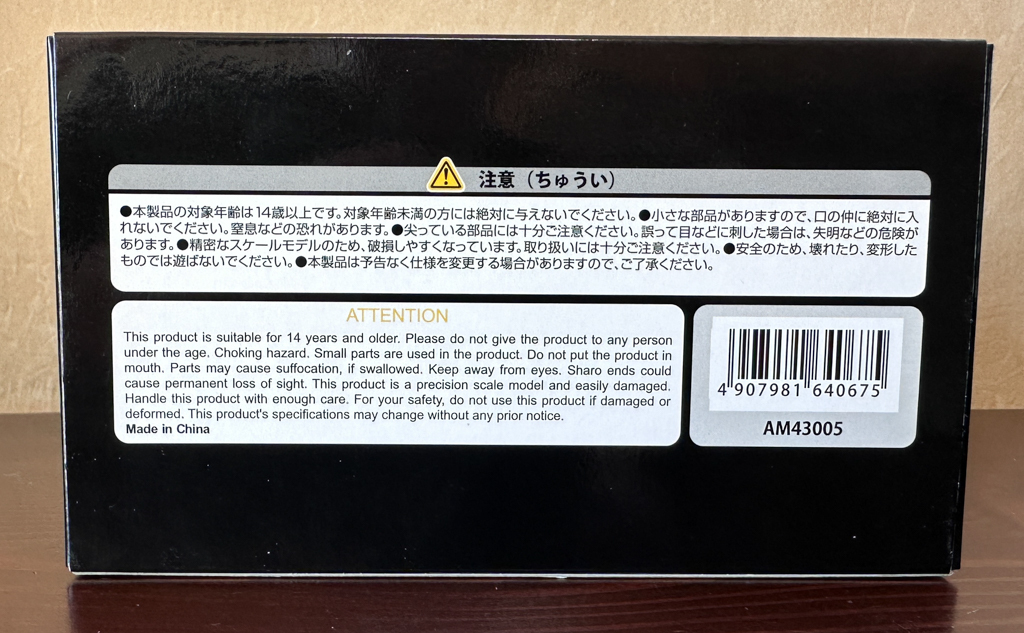 注意（ちゅうい）
●本製品の対象年齢は14歳以上です。対象年齢未満の方には絶対に与えないでください。●小さな部品がありますので、口の仲に絶対に入
れないでください。窒息などの恐れがあります。●尖っている部品には十分ご注意ください。誤って目などに刺した場合は、失明などの危険が
あります。●精密なスケールモデルのため、破損しやすくなっています。取り扱いには十分ご注意ください。●安全のため、壊れたり、変形した
ものでは遊ばないでください。●本製品は予告なく仕様を変更する場合がありますので、ご了承ください。
ATTENTION
This product is suitable for 14 years and older. Please do not give the product to any person
under the age. Choking hazard. Small parts are used in the product. Do not put the product in
mouth. Parts may cause suffocation, if swallowed. Keep away from eyes. Sharo ends could
cause permanent loss of sight. This product is a precision scale model and easily damaged.
Handle this product with enough care. For your safety, do not use this product if damaged or
deformed. This product's specifications may change without any prior notice.
Made in China
4 907981 640675
AM43005